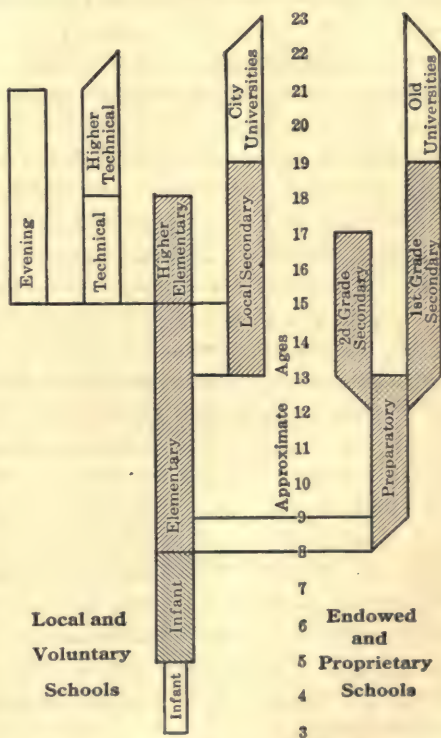 23
22
21
20
19
18
17
16
15
14
13
12
11
10
9
8
7
6
5
4
3
Approximate Ages
Evening
Technical
Higher Technical
Higher
Elementary
Elementary
Infant
Infant
Local Secondary
City
Universities
2d Grade
Secondary
1st Grade
Secondary
Old
Universities
Preparatory
Local and
Voluntary
Schools
Endowed
and
Proprietary
Schools